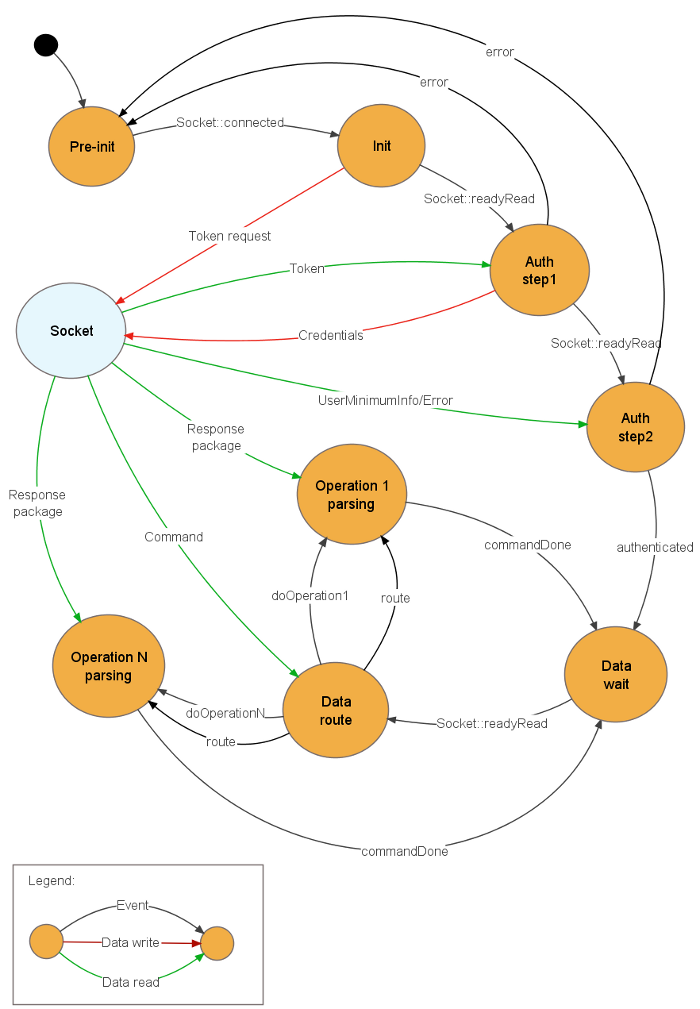 error
error
Socket::connected
Pre-init
Init
Socket::readyRead
Token request
Token
Auth
step1
Socket
Credentials
Socket::readyRead
UserMinimumInfo/Error
Auth
step2
Response
package
Operation 1
parsing
Response
package
Command
commandDone
authenticated
doOperation1
route
Operation N
parsing
Data
wait
Data
route
doOperationN
Socket::readyRead
route
commandDone
Legend:
Event
Data write
Data read